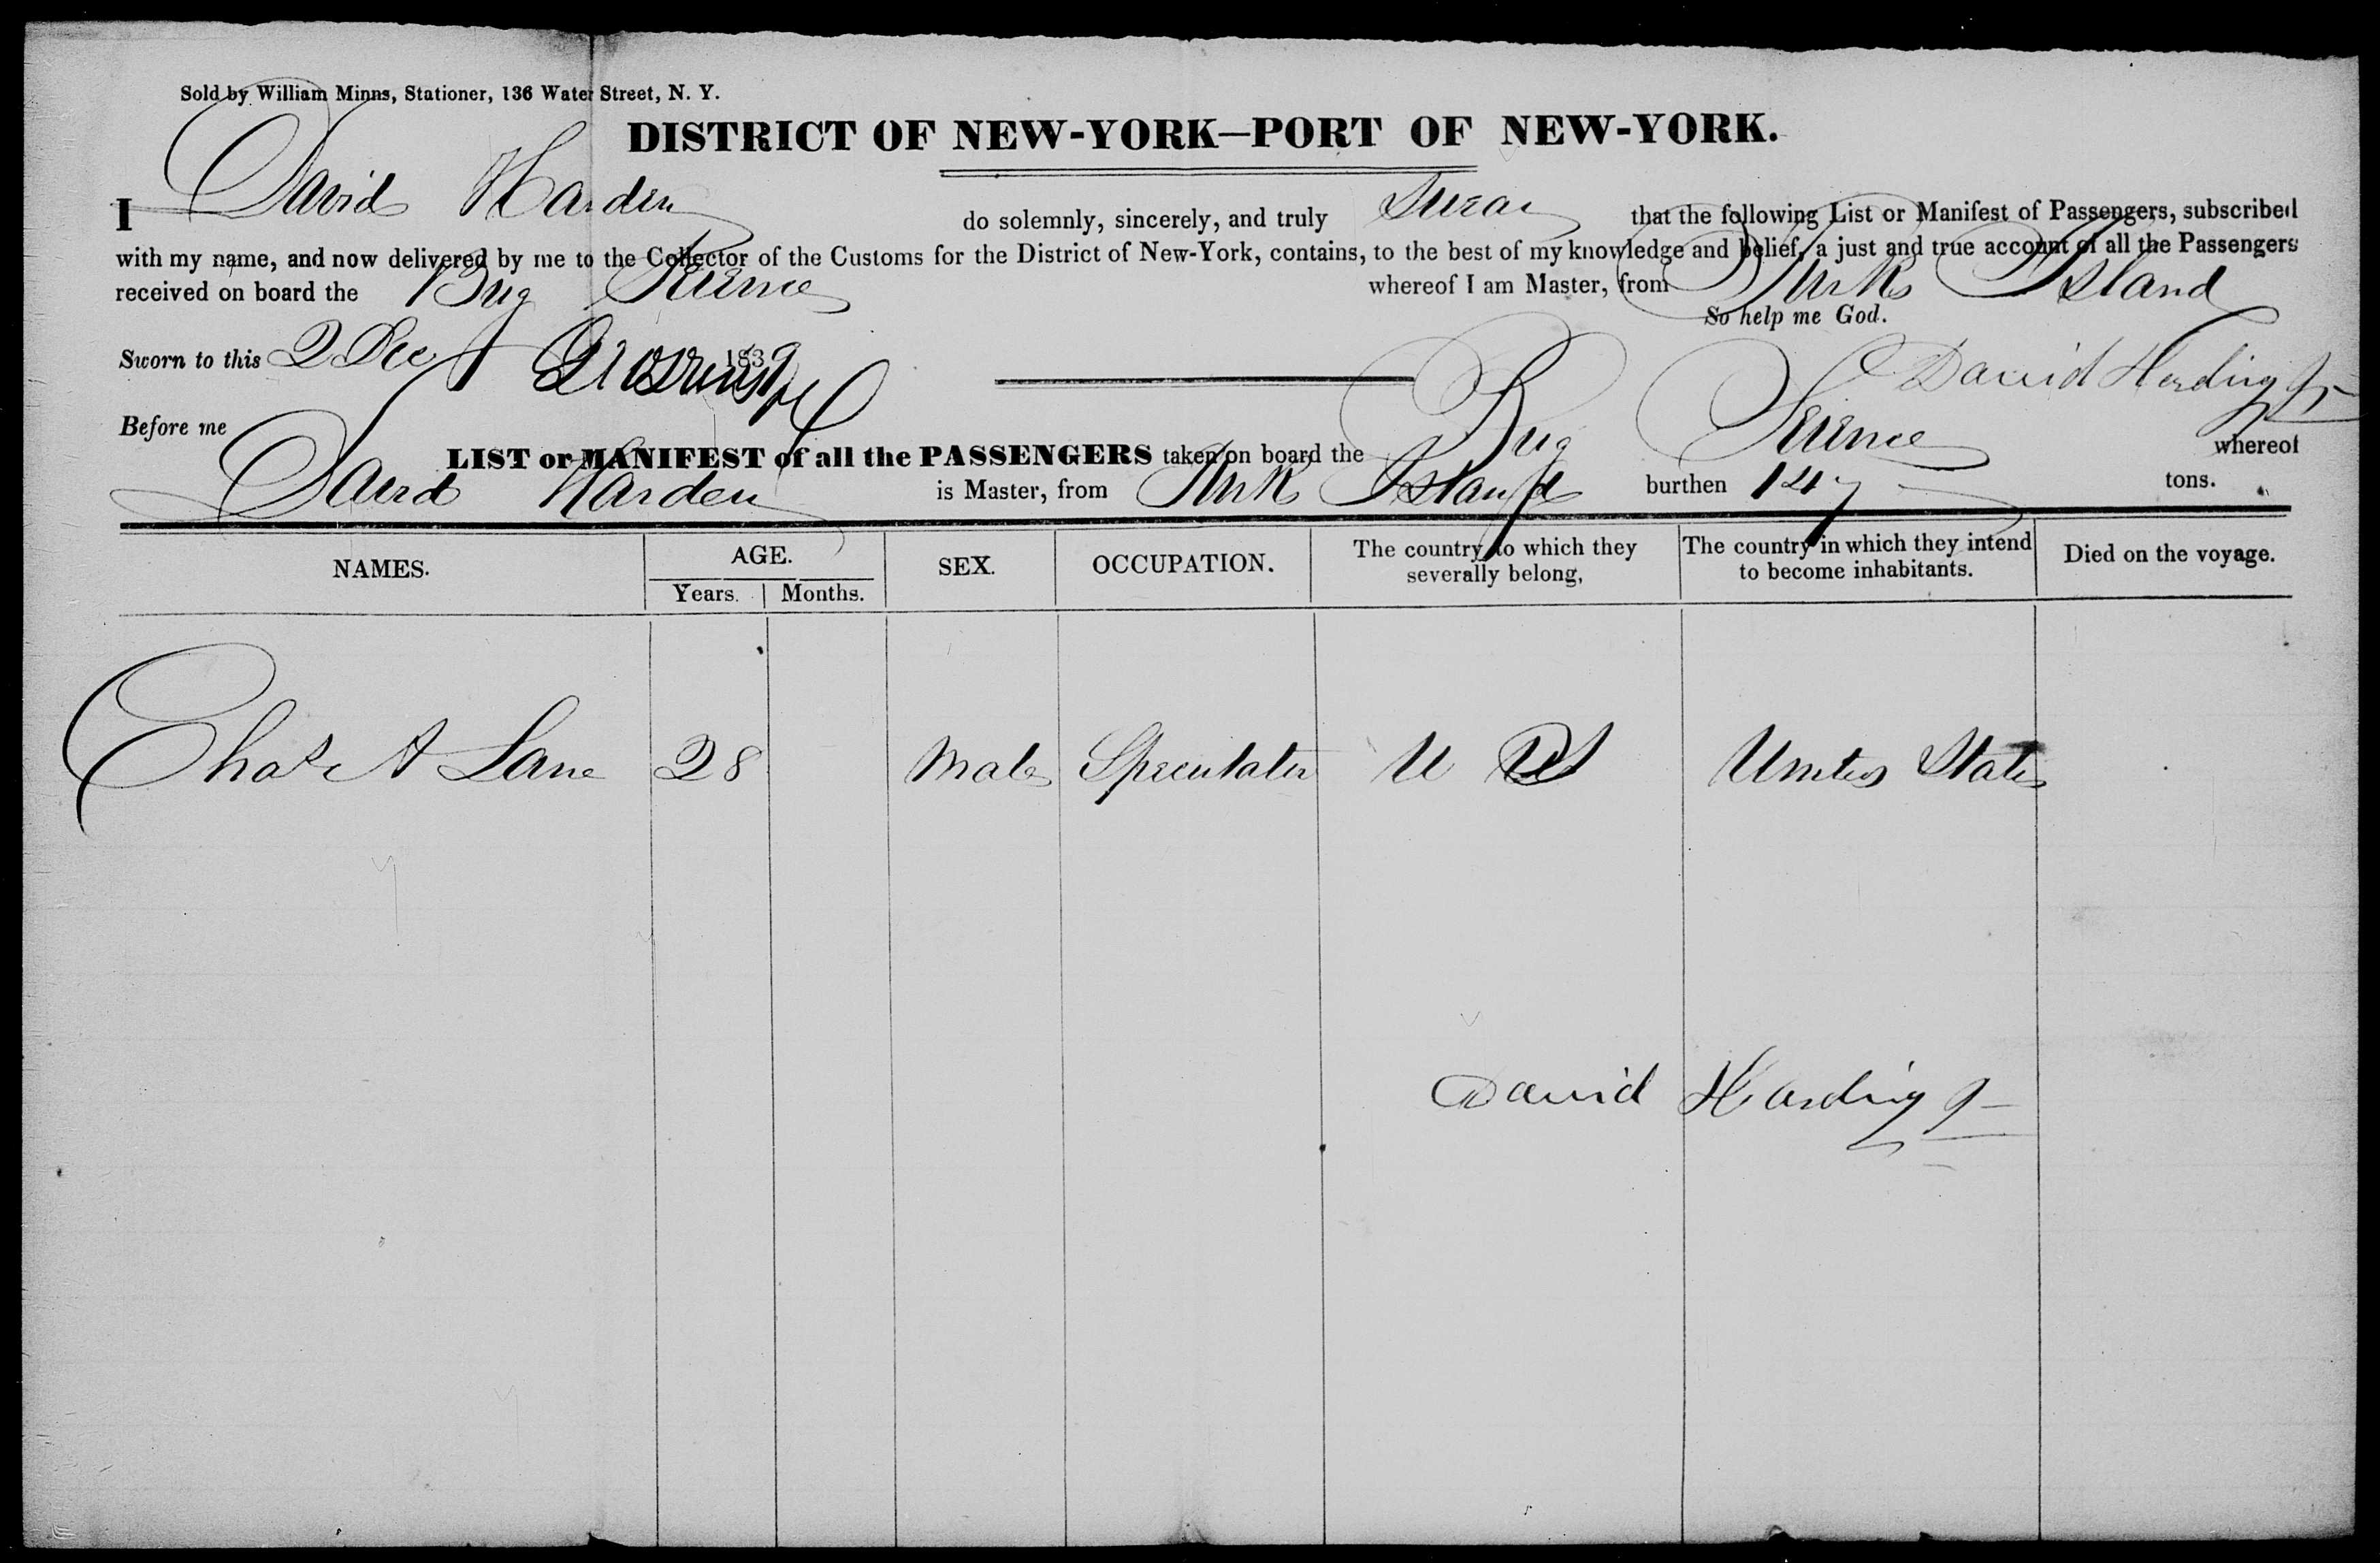 Sold by William Minns, Stationer, 136 Water Street, N. Y.
DISTRICT OF NEW-YORK—PORT OF NEW-YORK.
I David Harden do solemnly, sincerely, and truly Swear that the following List or Manifest of Passengers, subscribed
with my name, and now delivered by me to the Collector of the Customs for the District of New-York, contains, to the best of my knowledge and belief, a just and true account of all the Passengers
received on board the Brig whereof I am Master, from Turks Island
So help me God.
Sworn to this 2 Dec 1839
David Harding Jr
Before me
LIST or MANIFEST of all the PASSENGERS taken on board the Brig whereof
David Harden is Master, from Turk Island burthen 147 tons.
NAMES. AGE. SEX. OCCUPATION. The country to which they severally belong, The country in which they intend to become inhabitants. Died on the voyage.
Years. Months.
Chas A Lane 28 Male Speculator U S United States
David Harding Jr